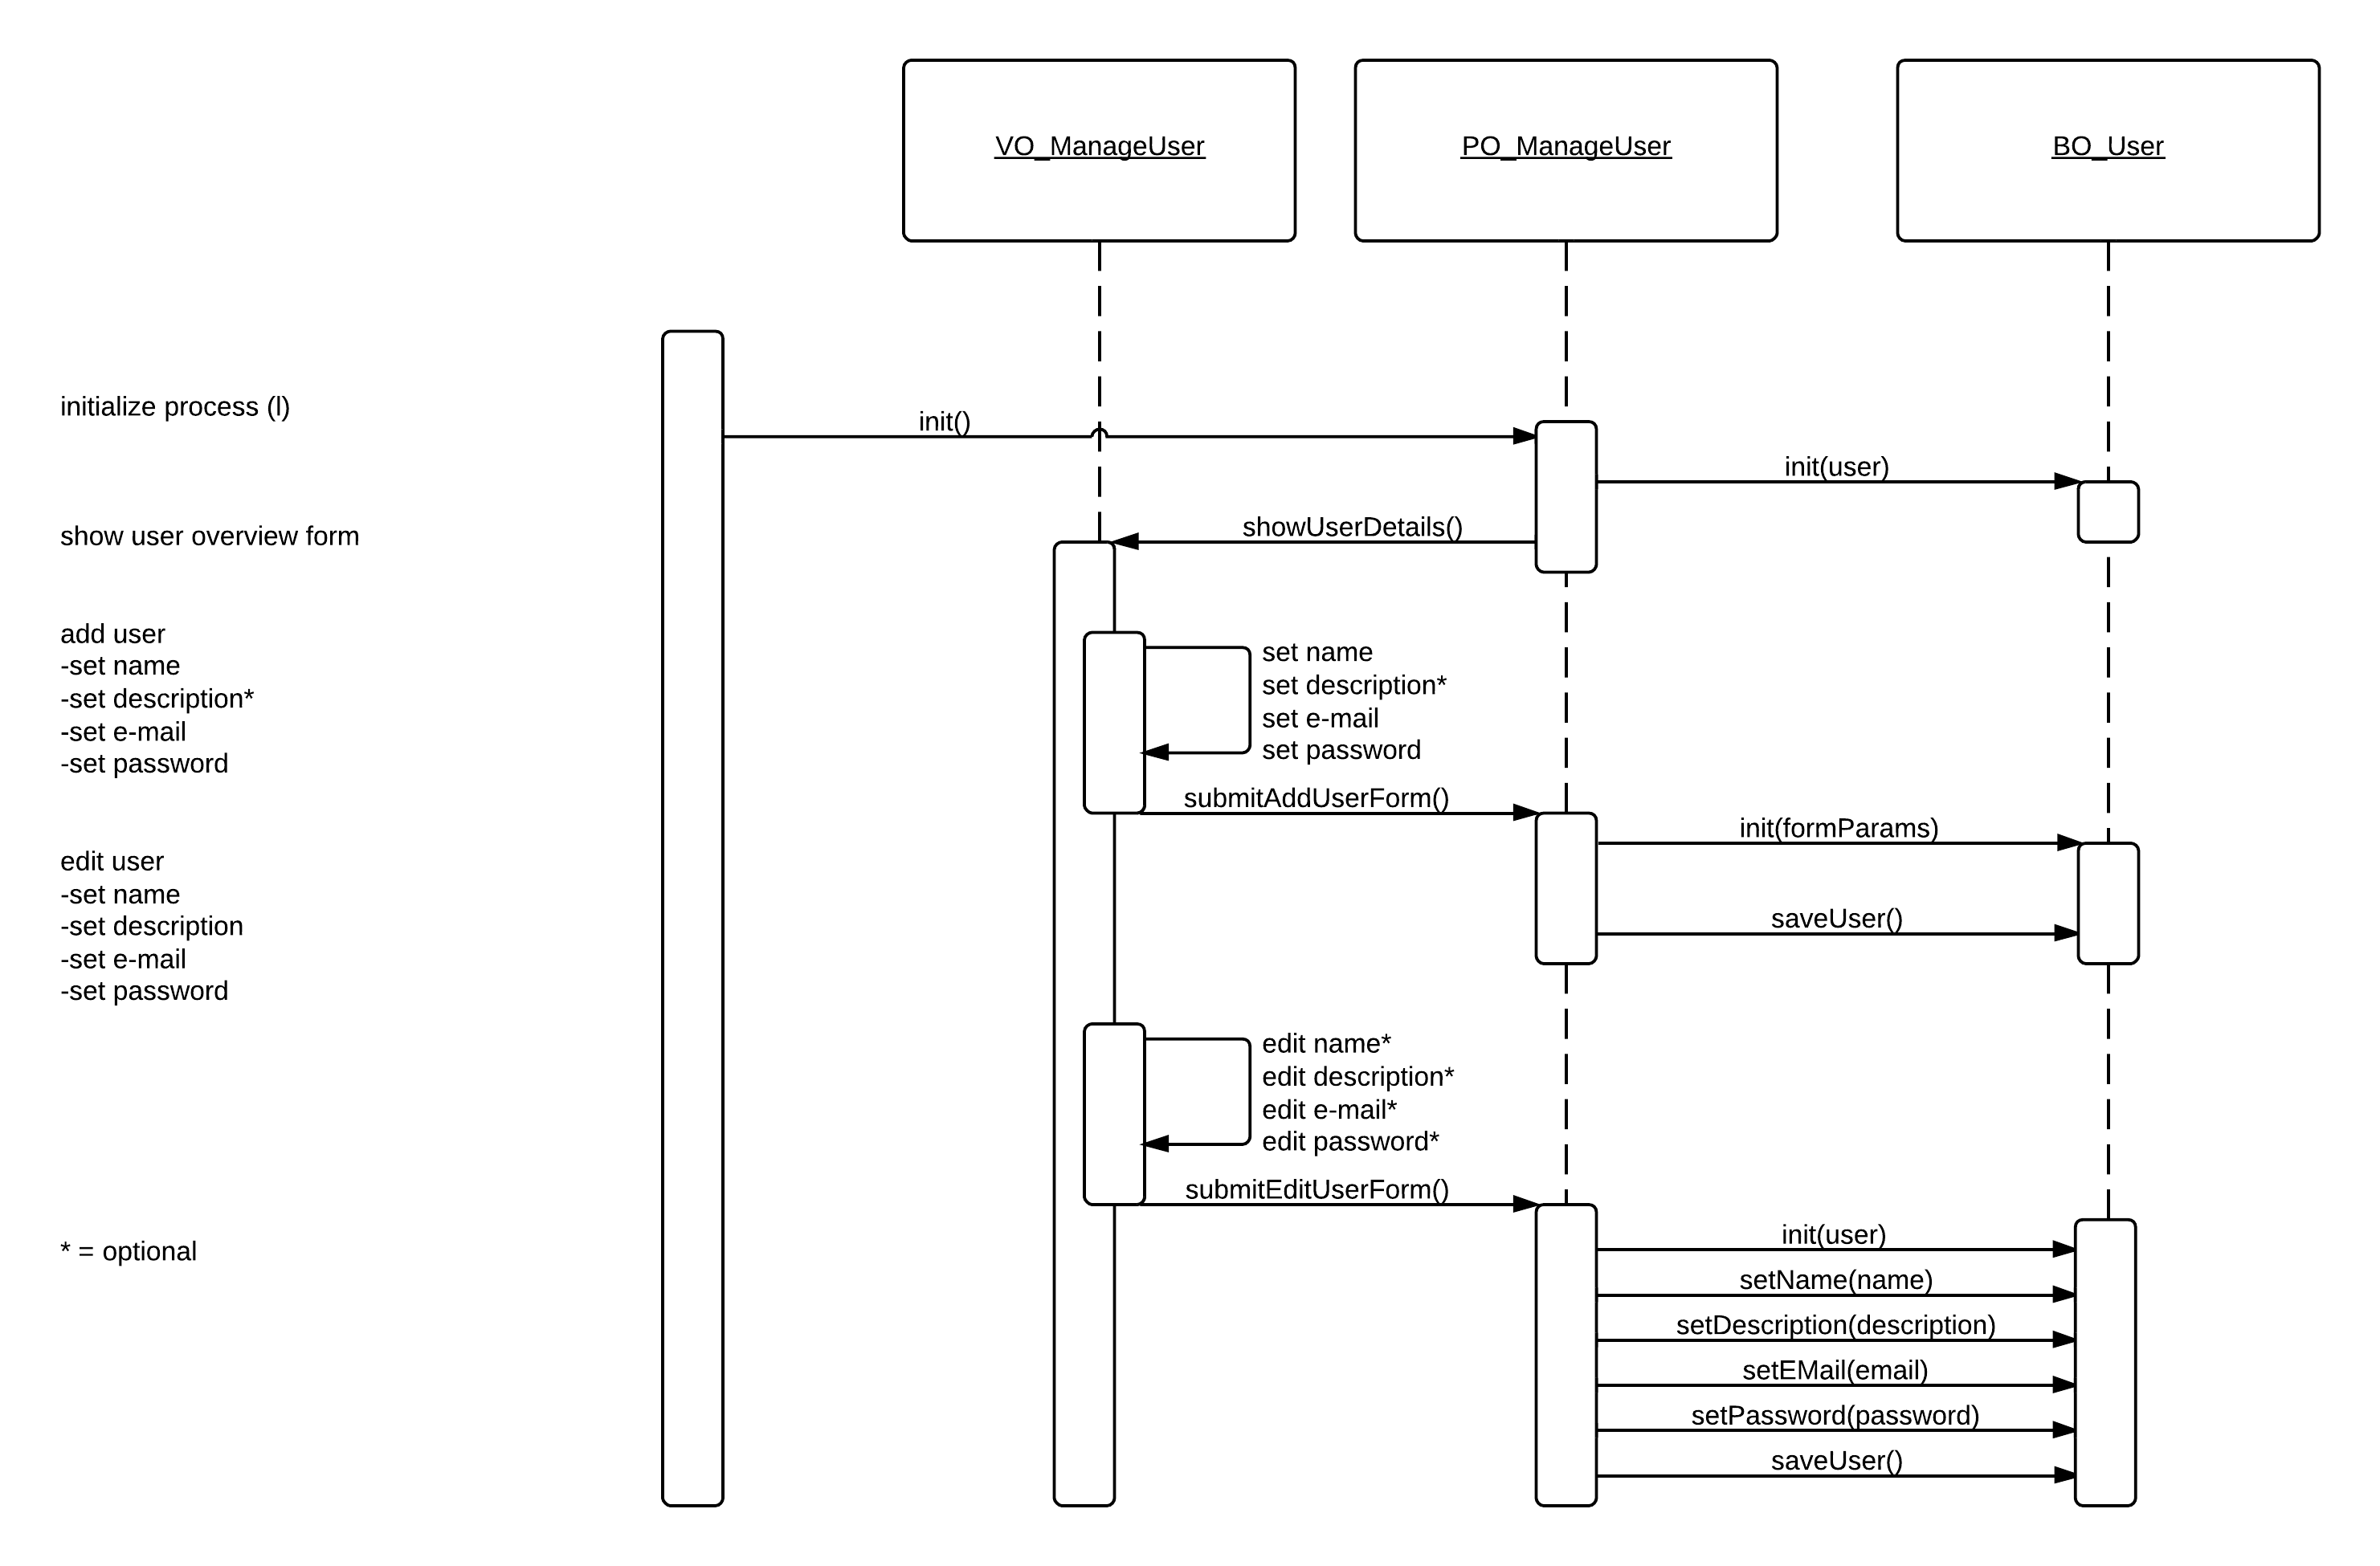 VO_ManageUser
PO_ManageUser
BO_User
initialize process (l)
init()
init(user)
show user overview form
showUserDetails()
add user
-set name
-set description*
-set e-mail
-set password
set name
set description*
set e-mail
set password
submitAddUserForm()
init(formParams)
saveUser()
edit user
-set name
-set description
-set e-mail
-set password
edit name*
edit description*
edit e-mail*
edit password*
submitEditUserForm()
* = optional
init(user)
setName(name)
setDescription(description)
setEMail(email)
setPassword(password)
saveUser()